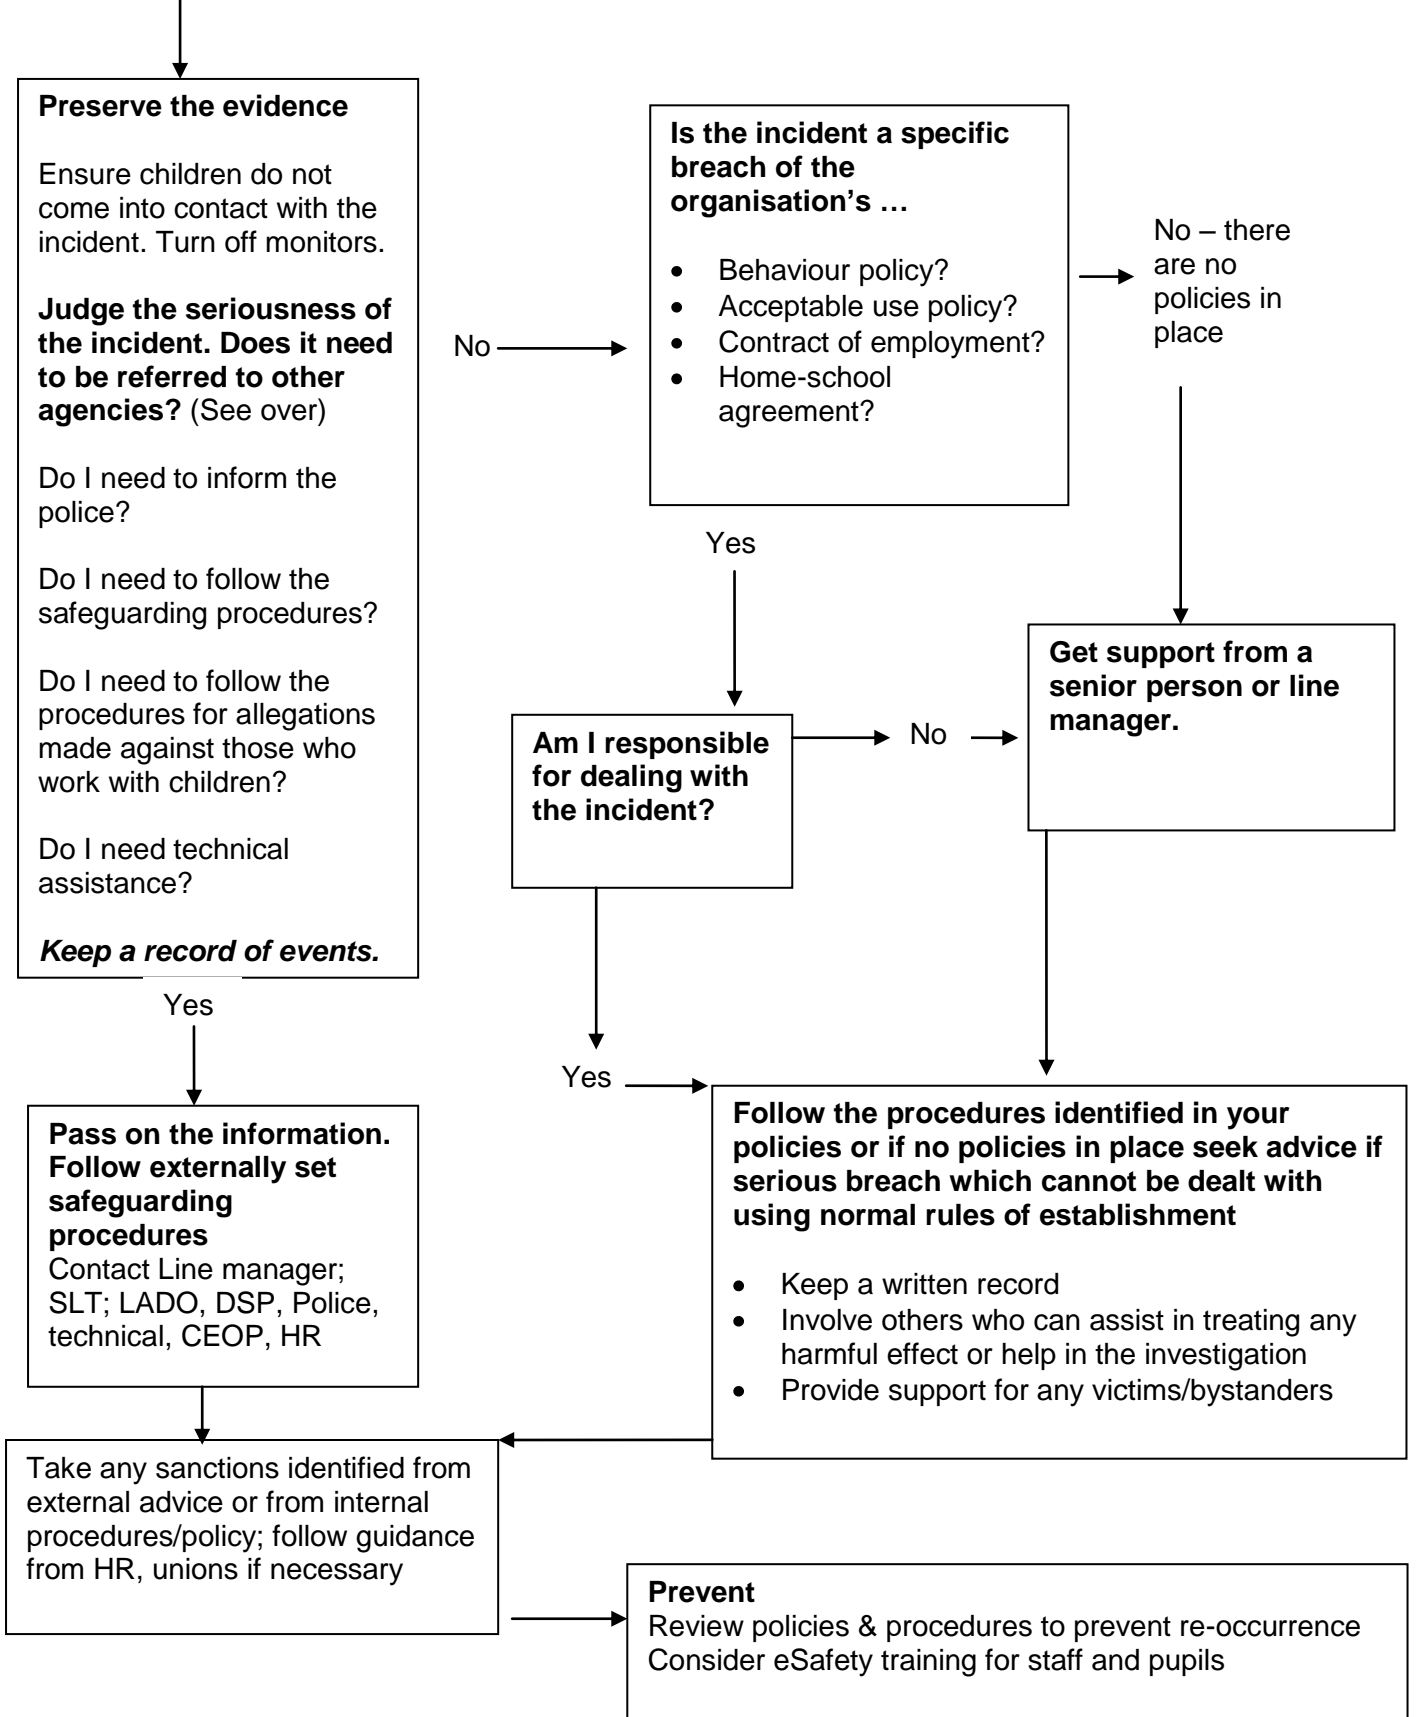 Preserve the evidence
Ensure children do not
come into contact with the
incident. Turn off monitors.
Judge the seriousness of
the incident. Does it need
to be referred to other
agencies? (See over)
Do I need to inform the
police?
Do I need to follow the
safeguarding procedures?
Do I need to follow the
procedures for allegations
made against those who
work with children?
Do I need technical
assistance?
Keep a record of events.
No
Is the incident a specific
breach of the
organisation's …
• Behaviour policy?
• Acceptable use policy?
• Contract of employment?
• Home-school
agreement?
No – there
are no
policies in
place
Yes
Am I responsible
for dealing with
the incident?
No
Get support from a
senior person or line
manager.
Yes
Pass on the information.
Follow externally set
safeguarding
procedures
Contact Line manager;
SLT; LADO, DSP, Police,
technical, CEOP, HR
Yes
Follow the procedures identified in your
policies or if no policies in place seek advice if
serious breach which cannot be dealt with
using normal rules of establishment
• Keep a written record
• Involve others who can assist in treating any
harmful effect or help in the investigation
• Provide support for any victims/bystanders
Take any sanctions identified from
external advice or from internal
procedures/policy; follow guidance
from HR, unions if necessary
Prevent
Review policies & procedures to prevent re-occurrence
Consider eSafety training for staff and pupils